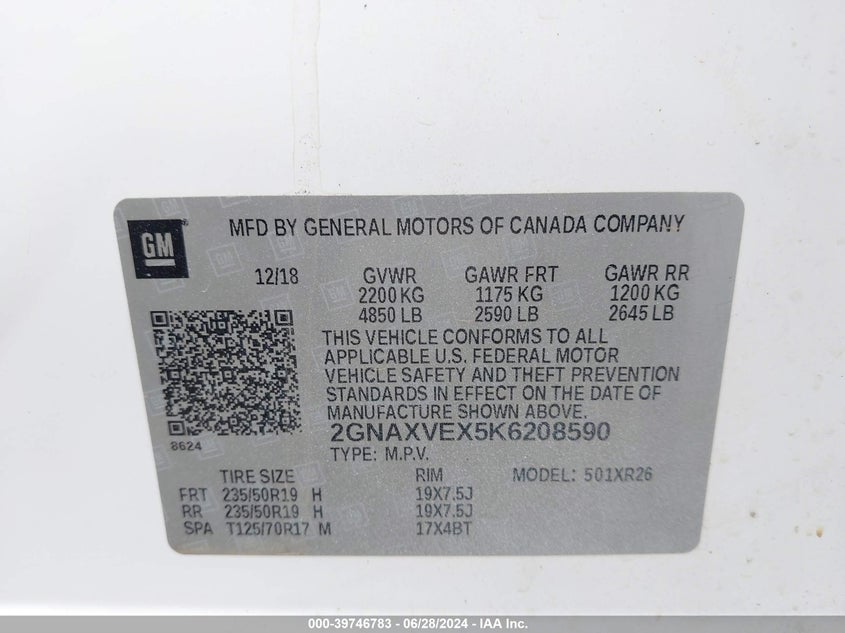 GM
MFD BY GENERAL MOTORS OF CANADA COMPANY
12/18 GVWR GAWR FRT GAWR RR
2200 KG 1175 KG 1200 KG
4850 LB 2590 LB 2645 LB
THIS VEHICLE CONFORMS TO ALL
APPLICABLE U.S. FEDERAL MOTOR
VEHICLE SAFETY AND THEFT PREVENTION
STANDARDS IN EFFECT ON THE DATE OF
MANUFACTURE SHOWN ABOVE.
8624
2GNAXVEX5K6208590
TYPE: M.P.V.
TIRE SIZE RIM MODEL: 501XR26
FRT 235/50R19 H 19X7.5J
RR 235/50R19 H 19X7.5J
SPA T125/70R17 M 17X4BT
000-39746783 - 06/28/2024 - IAA Inc.